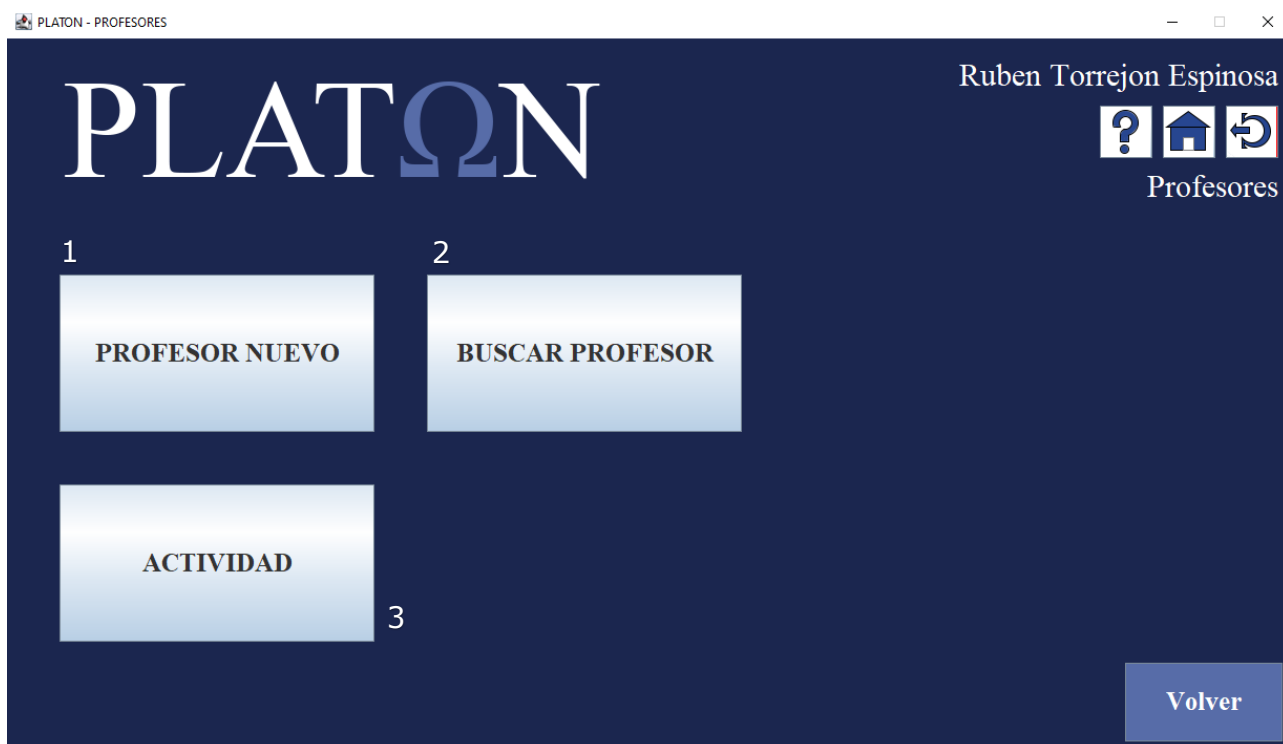 PLATON - PROFESORES
PLATΩN
Ruben Torrejon Espinosa
?
Profesores
1
2
PROFESOR NUEVO
BUSCAR PROFESOR
ACTIVIDAD
3
Volver